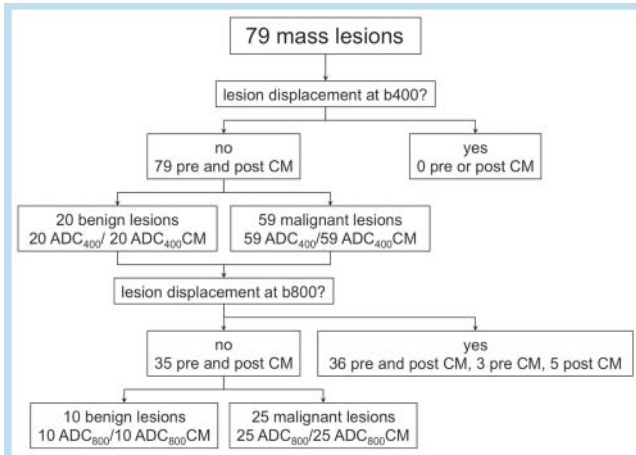 79 mass lesions
lesion displacement at b400?
no
79 pre and post CM
yes
0 pre or post CM
20 benign lesions
20 ADC₄₀₀/ 20 ADC₄₀₀CM
59 malignant lesions
59 ADC₄₀₀/59 ADC₄₀₀CM
lesion displacement at b800?
no
35 pre and post CM
yes
36 pre and post CM, 3 pre CM, 5 post CM
10 benign lesions
10 ADC₈₀₀/10 ADC₈₀₀CM
25 malignant lesions
25 ADC₈₀₀/25 ADC₈₀₀CM